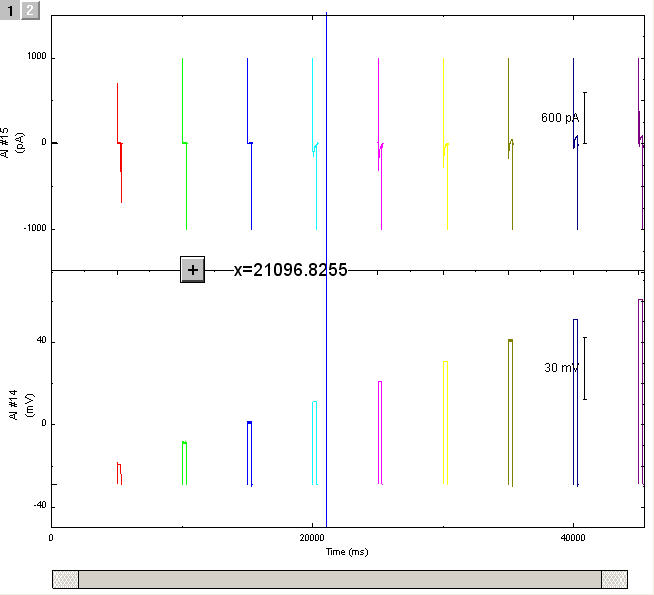 1 2
1000
AI #15
(pA)
600 pA
0
-1000
+
x=21096.8255
40
30 mV
AI #14
(mV)
0
-40
0 20000 40000
Time (ms)